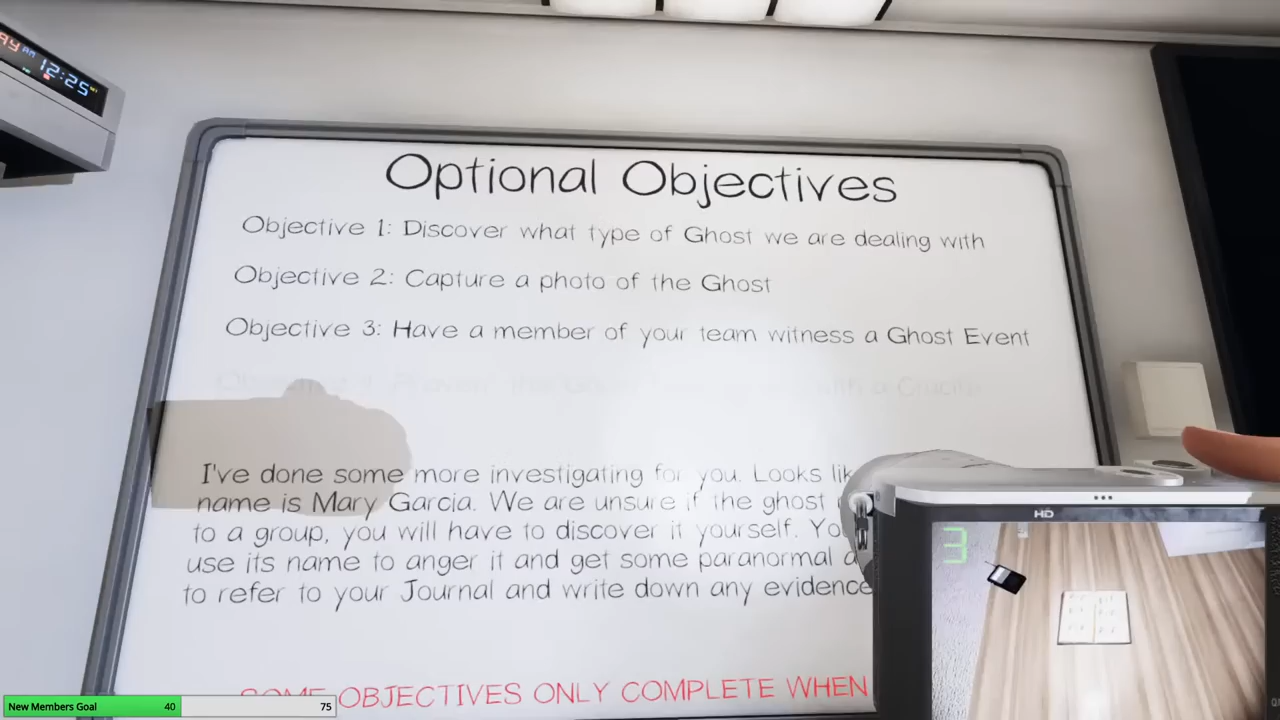 12:25
Optional Objectives
Objective 1: Discover what type of Ghost we are dealing with
Objective 2: Capture a photo of the Ghost
Objective 3: Have a member of your team witness a Ghost Event
with a
I've done some more investigating for you. Looks
name is Mary Garcia. We are unsure if the ghost
to a group, you will have to discover it yourself.
use its name to anger it and get some paranormal
to refer to your Journal and write down any evidence
SOME OBJECTIVES ONLY COMPLETE WHEN
HD
3
New Members Goal 40 75